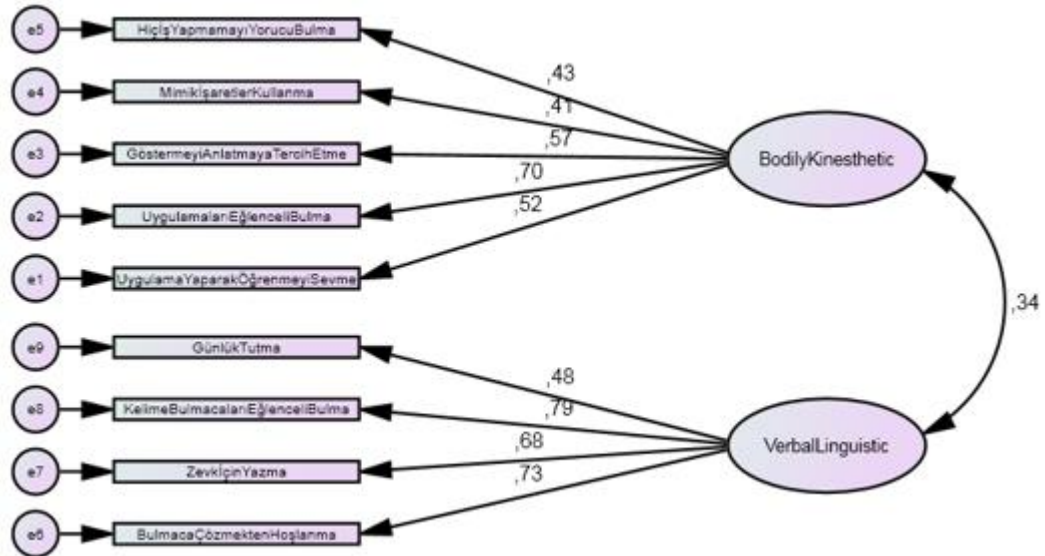 e5 HiçİşYapmamayıYorucuBulma
,43
e4 MimikİşaretlerKullanma
,41
e3 GöstermeyiAnlatmayaTercihEtme
,57
BodilyKinesthetic
e2 UygulamalarıEğlenceliBulma
,70
e1 UygulamaYaparakÖğrenmeyiSevme
,52
,34
e9 GünlükTutma
,48
e8 KelimeBulmacalarıEğlenceliBulma
,79
VerbalLinguistic
e7 ZevkİçinYazma
,68
e6 BulmacaÇözmektenHoşlanma
,73